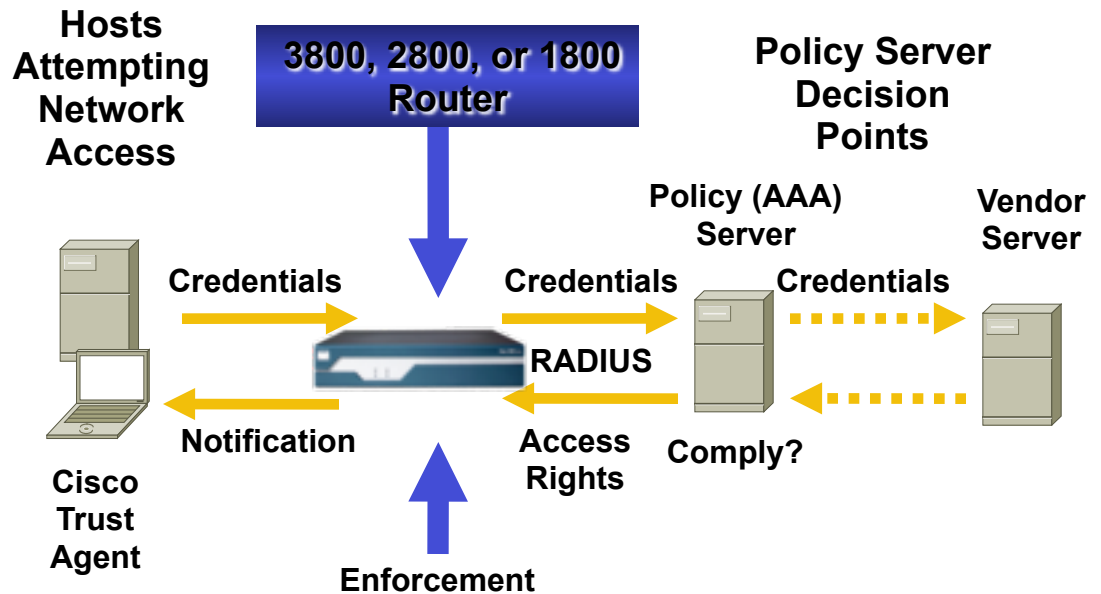 Hosts
Attempting
Network
Access
3800, 2800, or 1800
Router
Policy Server
Decision
Points
Policy (AAA)
Server
Vendor
Server
Credentials
Credentials
Credentials
RADIUS
Notification
Access
Rights
Comply?
Cisco
Trust
Agent
Enforcement